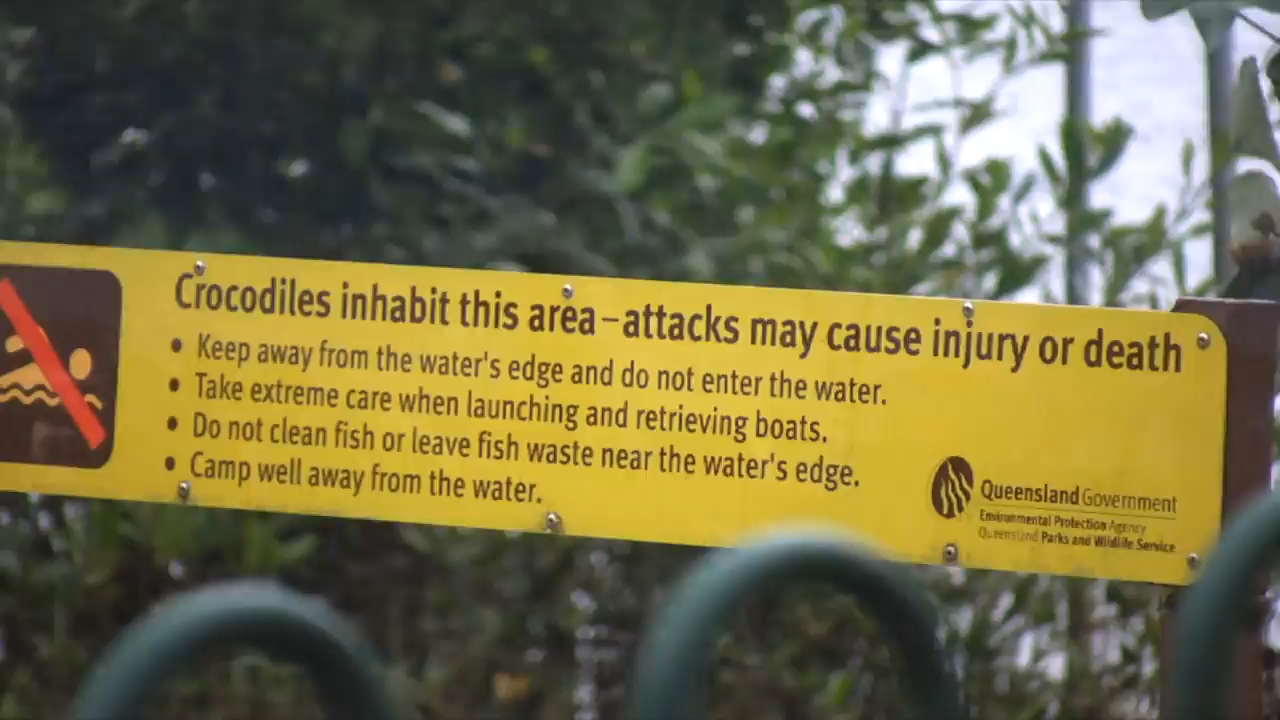 Crocodiles inhabit this area – attacks may cause injury or death
• Keep away from the water's edge and do not enter the water.
• Take extreme care when launching and retrieving boats.
• Do not clean fish or leave fish waste near the water's edge.
• Camp well away from the water.
Queensland Government
Environmental Protection Agency
Queensland Parks and Wildlife Service